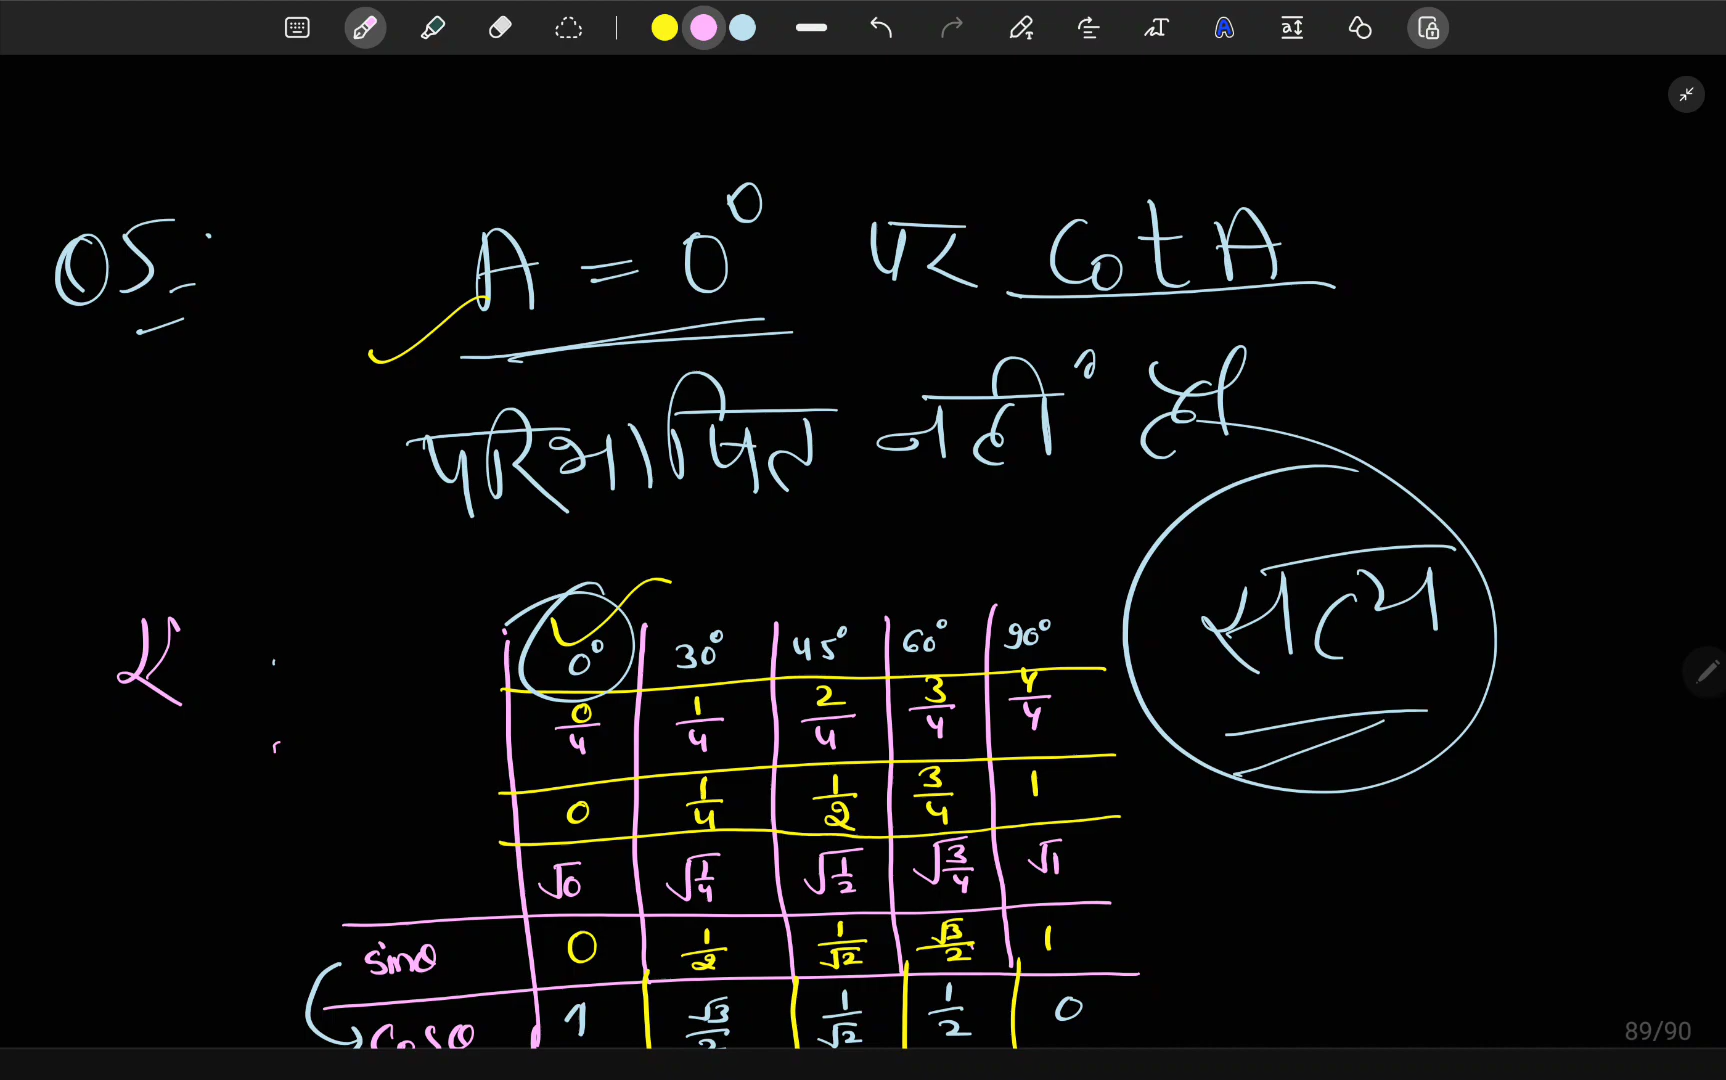 05:
A = 0° पर Cot A
परिभाषित नहीं है
सत्य
0° 30° 45° 60° 90°
0/4 1/4 2/4 3/4 4/4
0 1/4 1/2 3/4 1
√0 √1/4 √1/2 √3/4 √1
sinθ 0 1/2 1/√2 √3/2 1
Cosθ 1 √3/2 1/√2 1/2 0
89/90